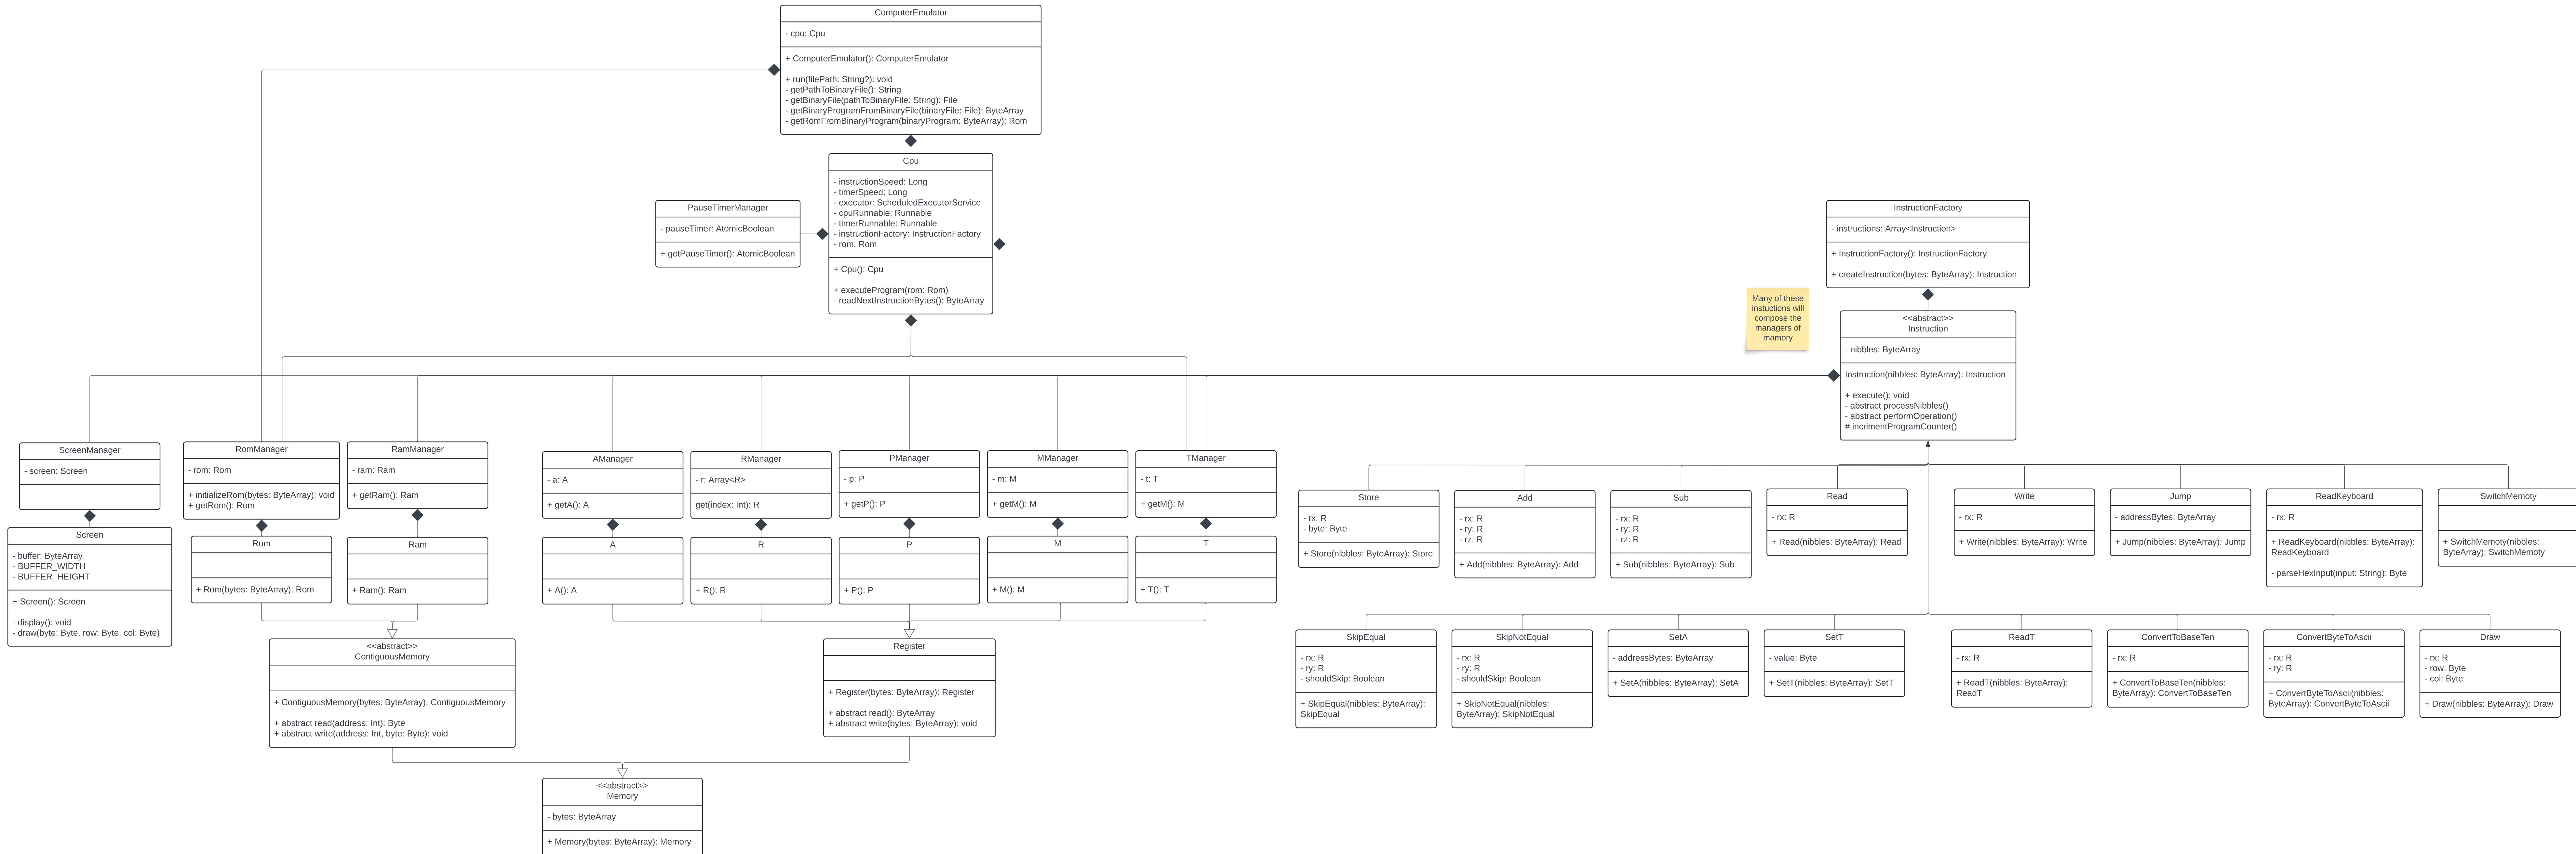 ComputerEmulator
- cpu: Cpu
+ ComputerEmulator(): ComputerEmulator
+ run(filePath: String?): void
- getPathToBinaryFile(): String
- getBinaryFile(pathToBinaryFile: String): File
- getBinaryProgramFromBinaryFile(binaryFile: File): ByteArray
- getRomFromBinaryProgram(binaryProgram: ByteArray): Rom
Cpu
- instructionSpeed: Long
- timerSpeed: Long
- executor: ScheduledExecutorService
- cpuRunnable: Runnable
- timerRunnable: Runnable
- instructionFactory: InstructionFactory
- rom: Rom
+ Cpu(): Cpu
+ executeProgram(rom: Rom)
- readNextInstructionBytes(): ByteArray
PauseTimerManager
- pauseTimer: AtomicBoolean
+ getPauseTimer(): AtomicBoolean
InstructionFactory
- instructions: Array<Instruction>
+ InstructionFactory(): InstructionFactory
+ createInstruction(bytes: ByteArray): Instruction
Many of these
instuctions will
compose the
managers of
mamory
<<abstract>>
Instruction
- nibbles: ByteArray
Instruction(nibbles: ByteArray): Instruction
+ execute(): void
- abstract processNibbles()
- abstract performOperation()
# incrimentProgramCounter()
ScreenManager
- screen: Screen
RomManager
- rom: Rom
+ initializeRom(bytes: ByteArray): void
+ getRom(): Rom
RamManager
- ram: Ram
+ getRam(): Ram
AManager
- a: A
+ getA(): A
RManager
- r: Array<R>
get(index: Int): R
PManager
- p: P
+ getP(): P
MManager
- m: M
+ getM(): M
TManager
- t: T
+ getM(): M
Screen
- buffer: ByteArray
- BUFFER_WIDTH
- BUFFER_HEIGHT
+ Screen(): Screen
- display(): void
- draw(byte: Byte, row: Byte, col: Byte)
Rom
+ Rom(bytes: ByteArray): Rom
Ram
+ Ram(): Ram
A
+ A(): A
R
+ R(): R
P
+ P(): P
M
+ M(): M
T
+ T(): T
<<abstract>>
ContiguousMemory
+ ContiguousMemory(bytes: ByteArray): ContiguousMemory
+ abstract read(address: Int): Byte
+ abstract write(address: Int, byte: Byte): void
Register
+ Register(bytes: ByteArray): Register
+ abstract read(): ByteArray
+ abstract write(bytes: ByteArray): void
<<abstract>>
Memory
- bytes: ByteArray
+ Memory(bytes: ByteArray): Memory
Store
- rx: R
- byte: Byte
+ Store(nibbles: ByteArray): Store
Add
- rx: R
- ry: R
- rz: R
+ Add(nibbles: ByteArray): Add
Sub
- rx: R
- ry: R
- rz: R
+ Sub(nibbles: ByteArray): Sub
Read
- rx: R
+ Read(nibbles: ByteArray): Read
Write
- rx: R
+ Write(nibbles: ByteArray): Write
Jump
- addressBytes: ByteArray
+ Jump(nibbles: ByteArray): Jump
ReadKeyboard
- rx: R
+ ReadKeyboard(nibbles: ByteArray):
ReadKeyboard
- parseHexInput(input: String): Byte
SwitchMemoty
+ SwitchMemoty(nibbles:
ByteArray): SwitchMemoty
SkipEqual
- rx: R
- ry: R
- shouldSkip: Boolean
+ SkipEqual(nibbles: ByteArray):
SkipEqual
SkipNotEqual
- rx: R
- ry: R
- shouldSkip: Boolean
+ SkipNotEqual(nibbles:
ByteArray): SkipNotEqual
SetA
- addressBytes: ByteArray
+ SetA(nibbles: ByteArray): SetA
SetT
- value: Byte
+ SetT(nibbles: ByteArray): SetT
ReadT
- rx: R
+ ReadT(nibbles: ByteArray):
ReadT
ConvertToBaseTen
- rx: R
+ ConvertToBaseTen(nibbles:
ByteArray): ConvertToBaseTen
ConvertByteToAscii
- rx: R
- ry: R
+ ConvertByteToAscii(nibbles:
ByteArray): ConvertByteToAscii
Draw
- rx: R
- row: Byte
- col: Byte
+ Draw(nibbles: ByteArray): Draw